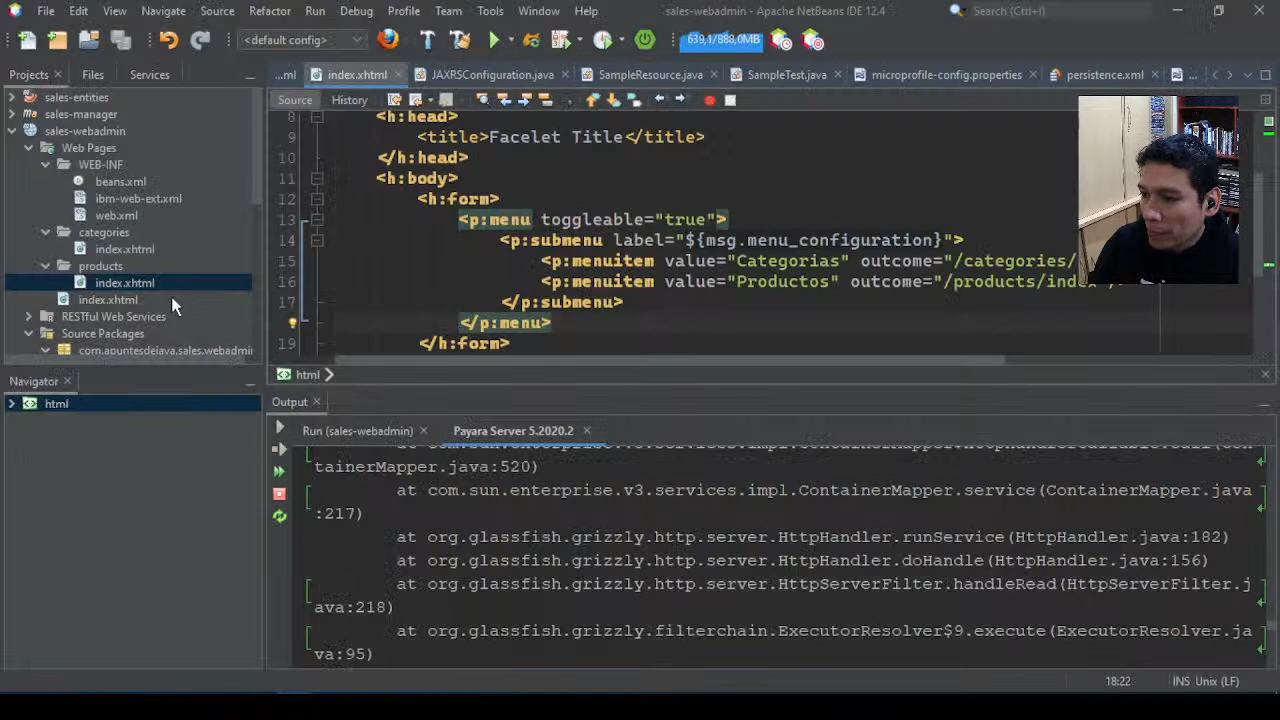 File Edit View Navigate Source Refactor Run Debug Profile Team Tools Window Help
sales-webadmin - Apache NetBeans IDE 12.4
Search (Ctrl+I)
<default config>
639,1/888,0MB
Projects Files Services
...ml index.xhtml JAXRSConfiguration.java SampleResource.java SampleTest.java microprofile-config.properties persistence.xml ...
Source History
sales-entities
sales-manager
sales-webadmin
Web Pages
WEB-INF
beans.xml
ibm-web-ext.xml
web.xml
categories
index.xhtml
products
index.xhtml
index.xhtml
RESTful Web Services
Source Packages
com.apuntesdejava.sales.webadmin
8 <h:head>
9 <title>Facelet Title</title>
10 </h:head>
11 <h:body>
12 <h:form>
13 <p:menu toggleable="true">
14 <p:submenu label="${msg.menu_configuration}">
15 <p:menuitem value="Categorias" outcome="/categories/
16 <p:menuitem value="Productos" outcome="/products/index"/>
17 </p:submenu>
18 </p:menu>
19 </h:form>
html
Navigator
html
Output
Run (sales-webadmin) Payara Server 5.2020.2
tainerMapper.java:520)
at com.sun.enterprise.v3.services.impl.ContainerMapper.service(ContainerMapper.java
:217)
at org.glassfish.grizzly.http.server.HttpHandler.runService(HttpHandler.java:182)
at org.glassfish.grizzly.http.server.HttpHandler.doHandle(HttpHandler.java:156)
at org.glassfish.grizzly.http.server.HttpServerFilter.handleRead(HttpServerFilter.j
ava:218)
at org.glassfish.grizzly.filterchain.ExecutorResolver$9.execute(ExecutorResolver.ja
va:95)
18:22 INS Unix (LF)